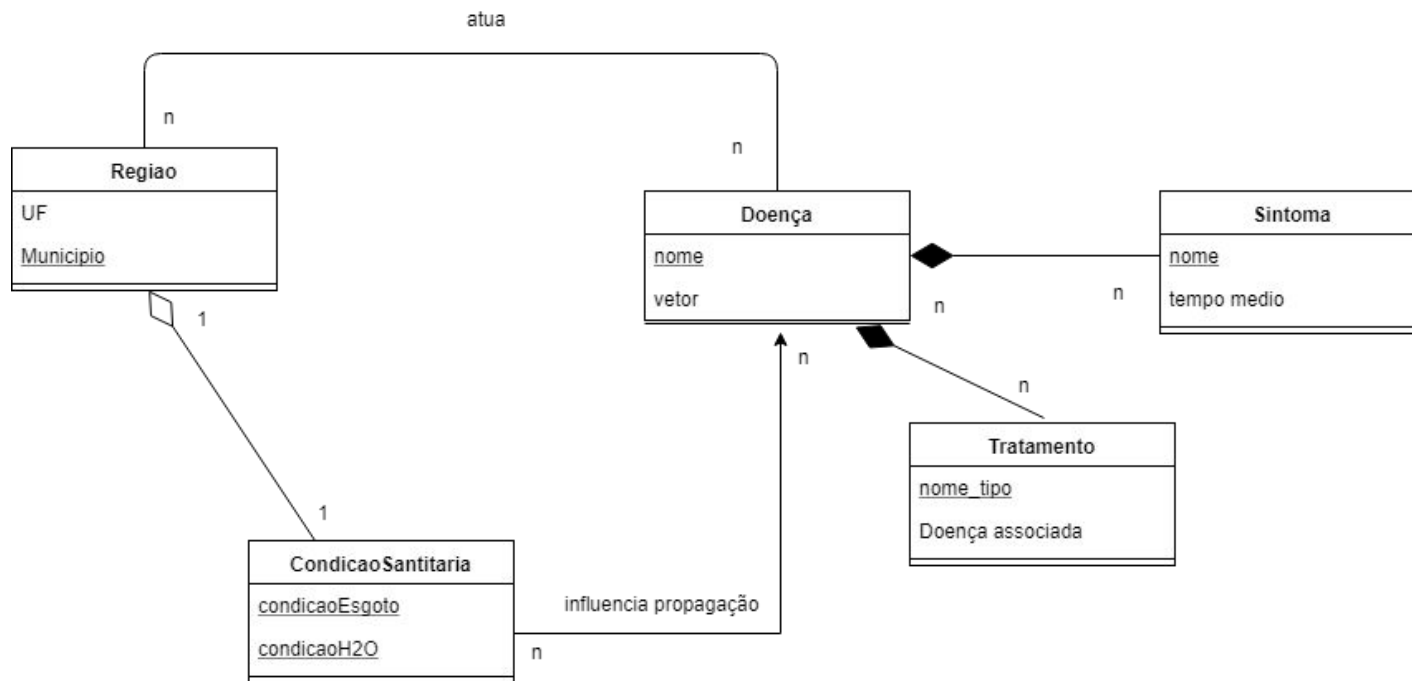 atua
n
n
Regiao
UF
Municipio
1
Doença
nome
vetor
n
n
Sintoma
nome
tempo medio
n
n
Tratamento
nome_tipo
Doença associada
1
CondicaoSantitaria
condicaoEsgoto
condicaoH2O
influencia propagação
n